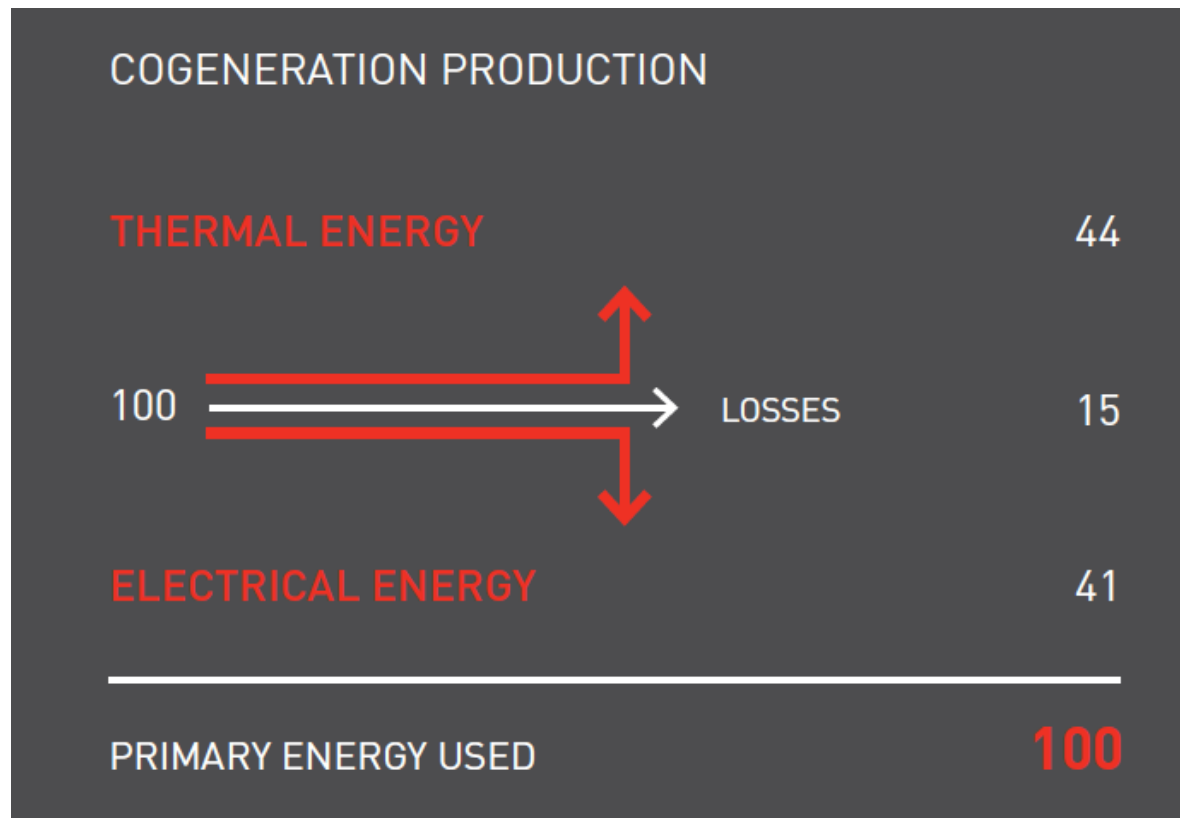 COGENERATION PRODUCTION
THERMAL ENERGY 44
100 LOSSES 15
ELECTRICAL ENERGY 41
PRIMARY ENERGY USED 100